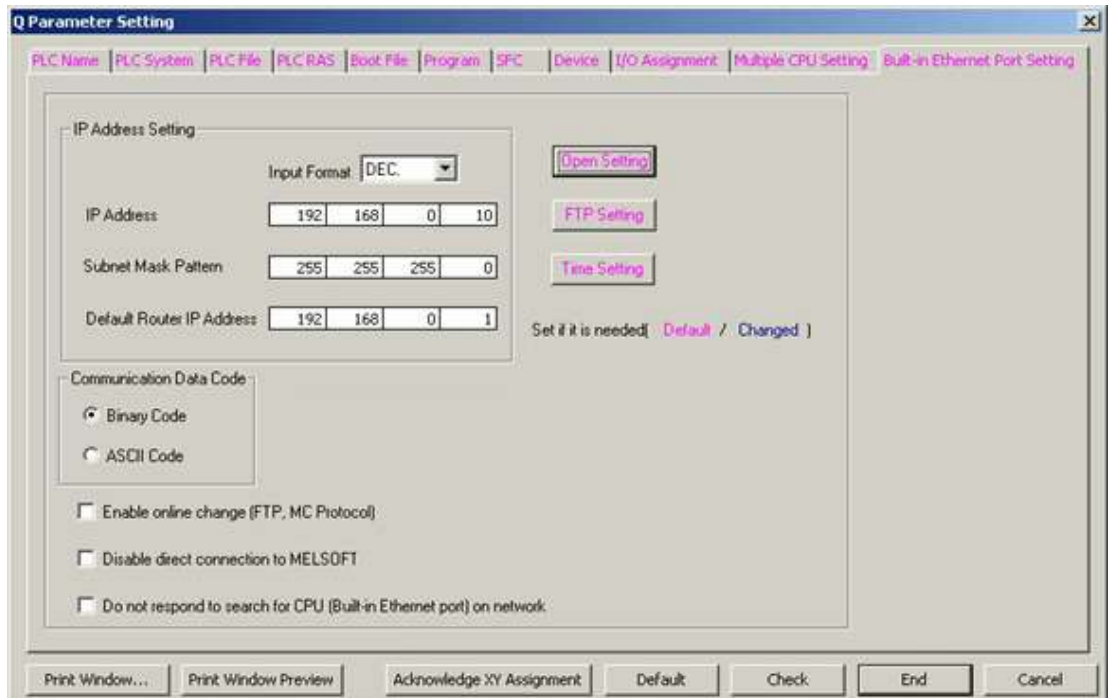 Q Parameter Setting
PLC Name PLC System PLC File PLC RAS Boot File Program SFC Device I/O Assignment Multiple CPU Setting Built-in Ethernet Port Setting
IP Address Setting
Input Format DEC.
Open Setting
IP Address 192 168 0 10
FTP Setting
Subnet Mask Pattern 255 255 255 0
Time Setting
Default Router IP Address 192 168 0 1
Set if it is needed( Default / Changed )
Communication Data Code
Binary Code
ASCII Code
Enable online change (FTP, MC Protocol)
Disable direct connection to MELSOFT
Do not respond to search for CPU (Built-in Ethernet port) on network
Print Window... Print Window Preview Acknowledge XY Assignment Default Check End Cancel